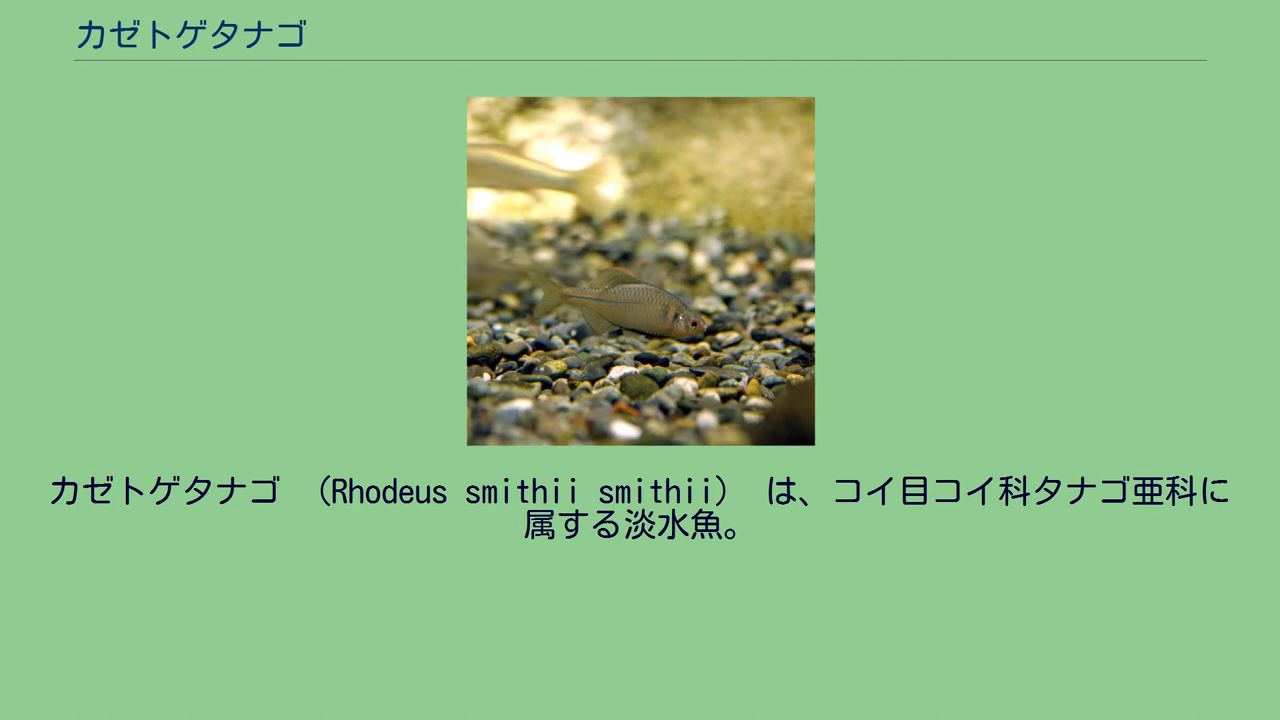 カゼトゲタナゴ
カゼトゲタナゴ （Rhodeus smithii smithii） は、コイ目コイ科タナゴ亜科に
属する淡水魚。